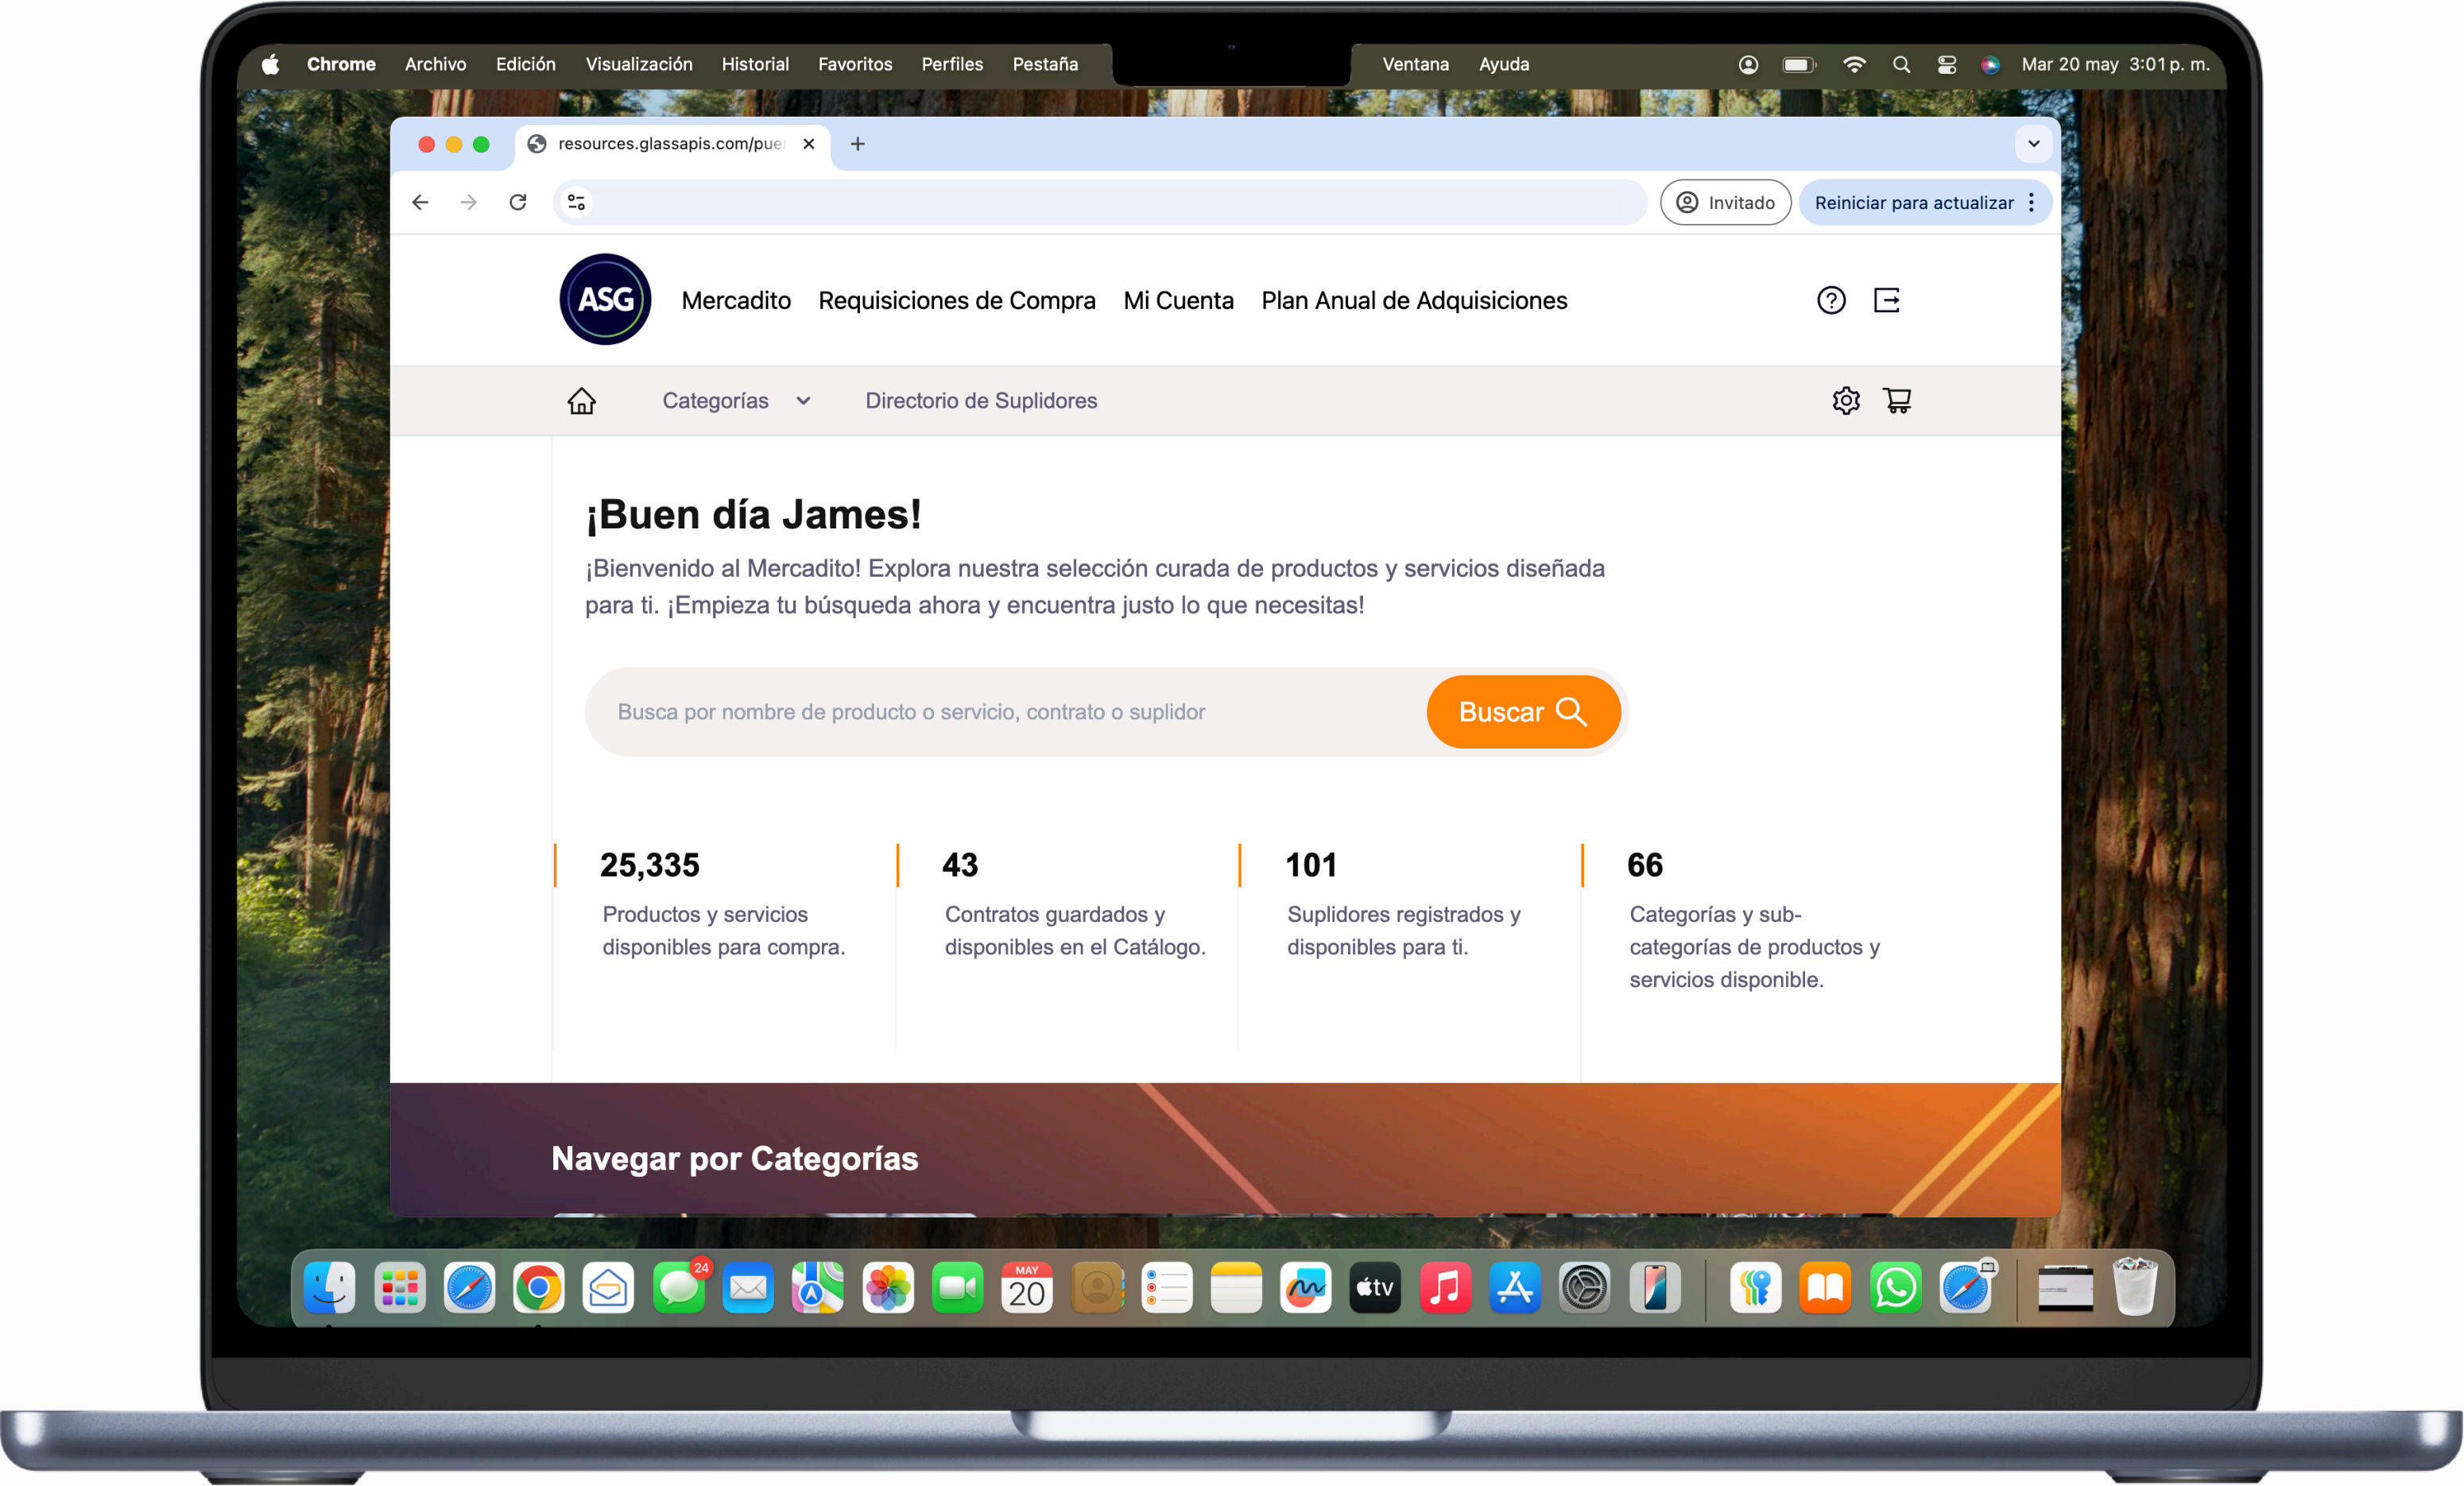 Chrome Archivo Edición Visualización Historial Favoritos Perfiles Pestaña Ventana Ayuda Mar 20 may 3:01 p. m.
resources.glassapis.com/pue
Invitado Reiniciar para actualizar
ASG Mercadito Requisiciones de Compra Mi Cuenta Plan Anual de Adquisiciones
Categorías Directorio de Suplidores
¡Buen día James!
¡Bienvenido al Mercadito! Explora nuestra selección curada de productos y servicios diseñada
para ti. ¡Empieza tu búsqueda ahora y encuentra justo lo que necesitas!
Busca por nombre de producto o servicio, contrato o suplidor Buscar
25,335
Productos y servicios
disponibles para compra.
43
Contratos guardados y
disponibles en el Catálogo.
101
Suplidores registrados y
disponibles para ti.
66
Categorías y sub-
categorías de productos y
servicios disponible.
Navegar por Categorías
24
MAY
20
tv